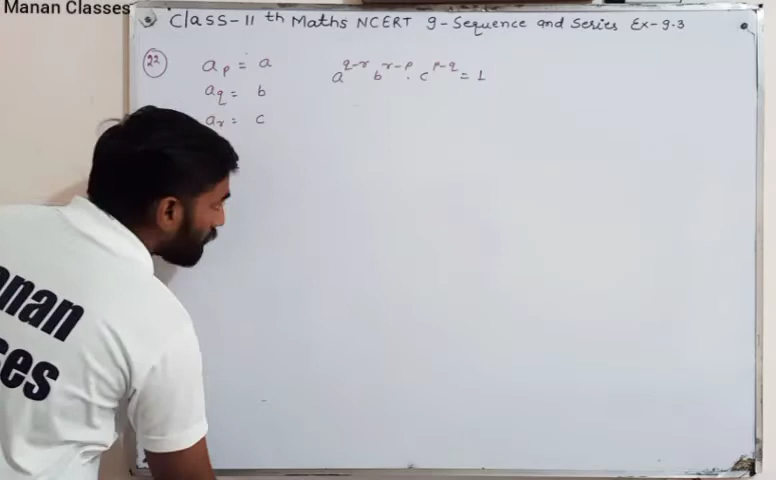 Manan Classes
Class-11 th Maths NCERT 9-Sequence and Series Ex-9.3
22 a_p = a a^{q-r} b^{r-p} . c^{p-q} = 1
a_q = b
a_r = c
nan
ses